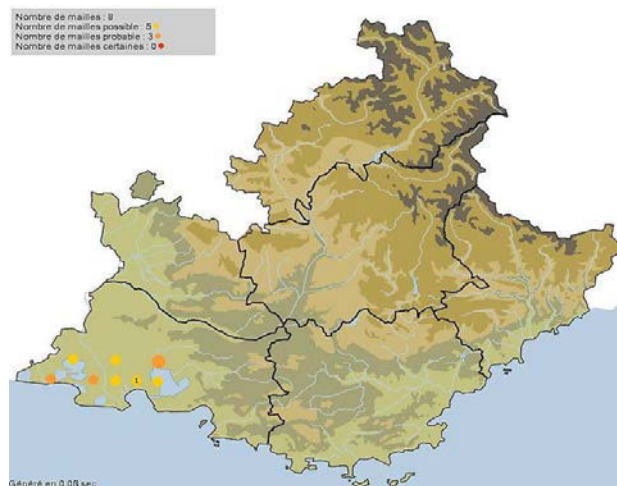 Nombre de mailles : 8
Nombre de mailles possible : 5
Nombre de mailles probable : 3
Nombre de mailles certaines : 0
1
Généré en 0.08 sec